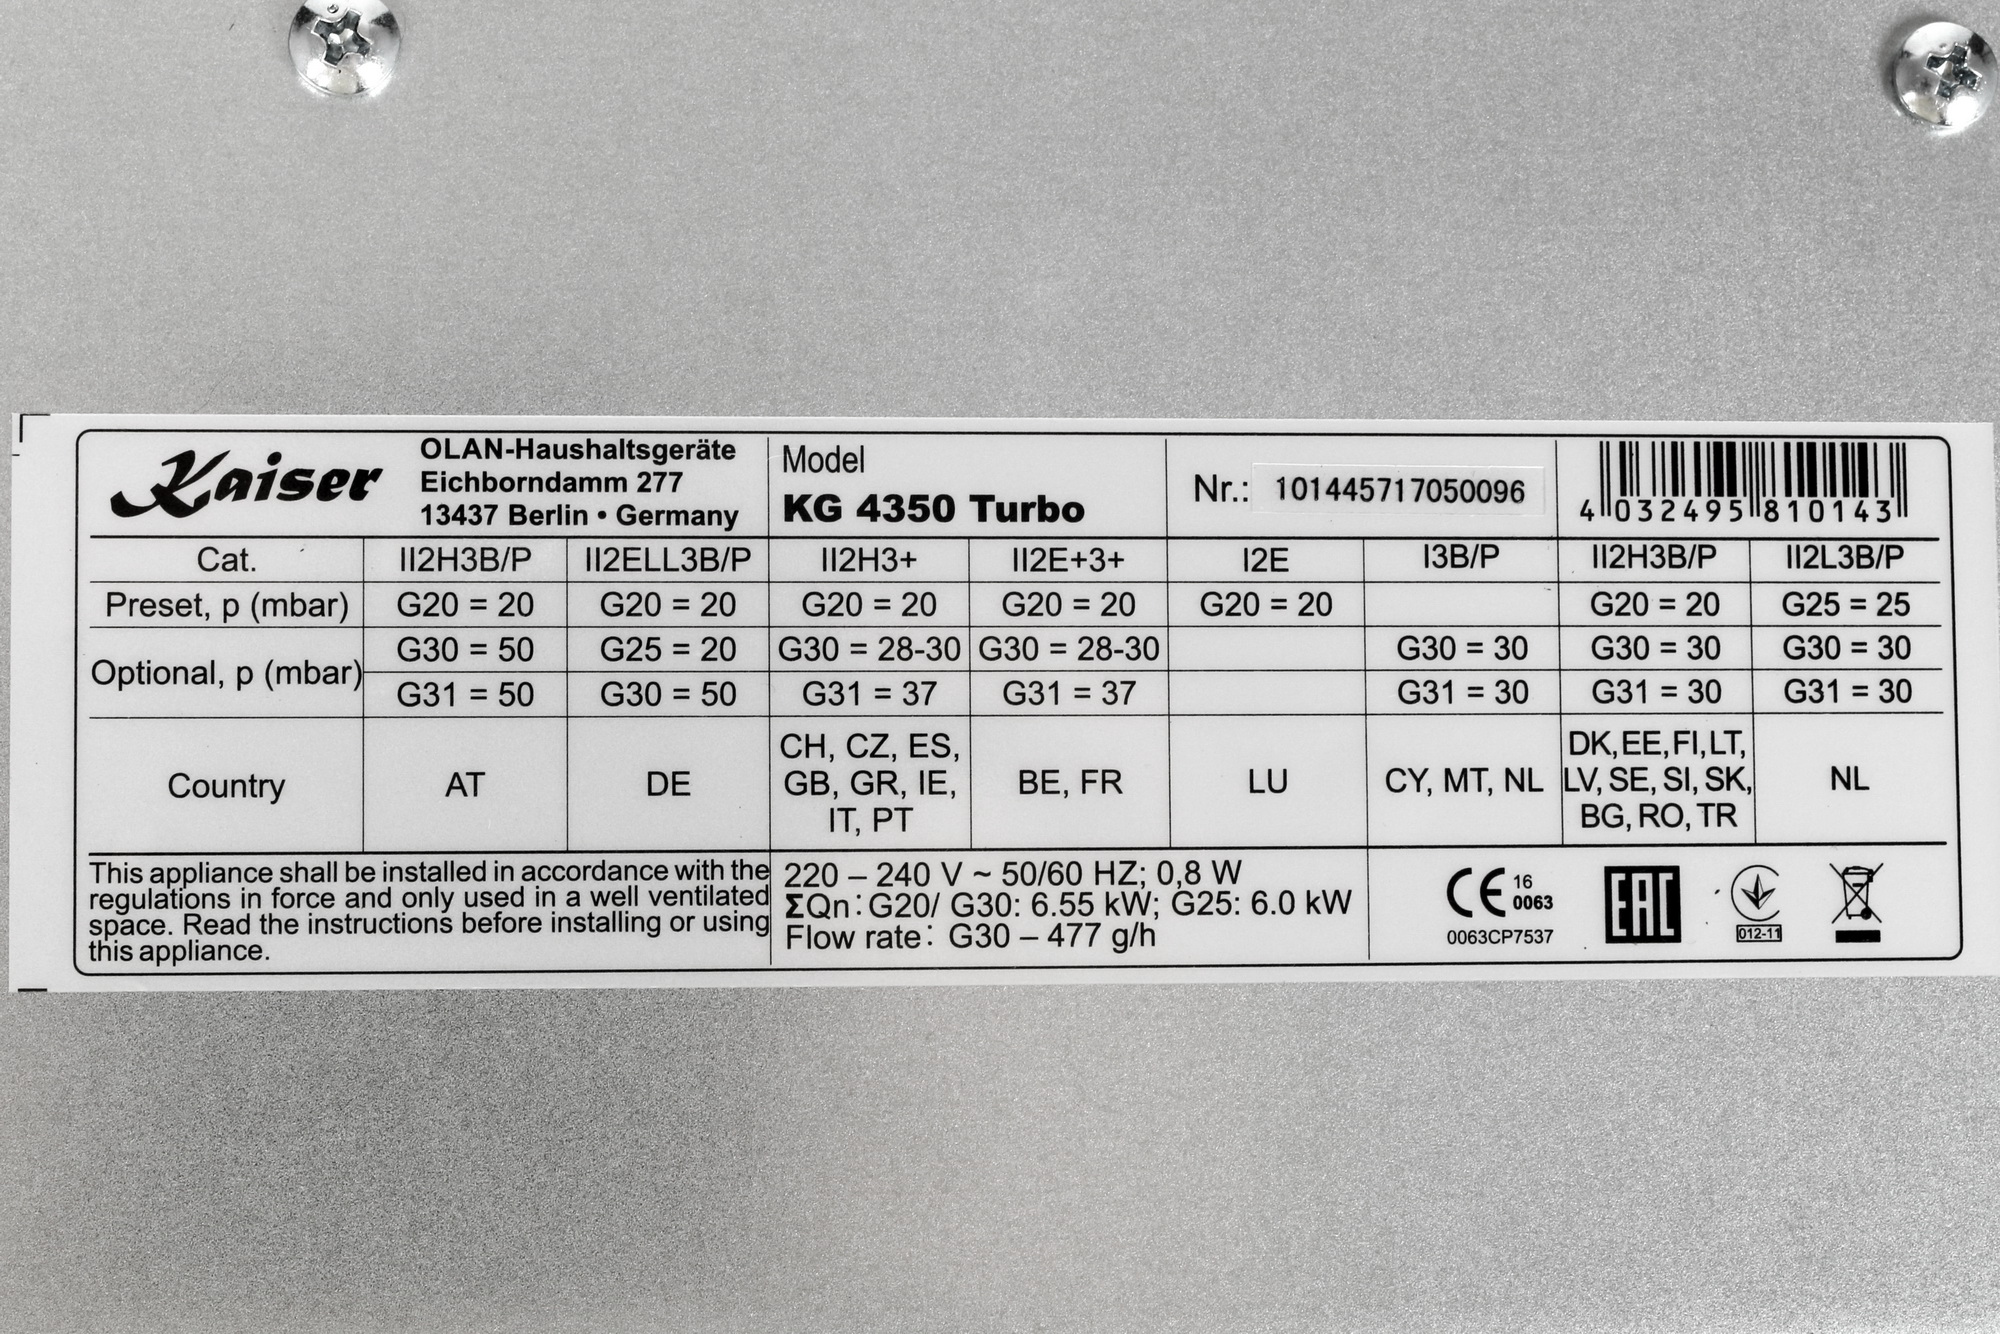 Kaiser
OLAN-Haushaltsgeräte
Eichborndamm 277
13437 Berlin • Germany
Model
KG 4350 Turbo
Nr.: 101445717050096
4 032495 810143
Cat. II2H3B/P II2ELL3B/P II2H3+ II2E+3+ I2E I3B/P II2H3B/P II2L3B/P
Preset, p (mbar) G20 = 20 G20 = 20 G20 = 20 G20 = 20 G20 = 20 G20 = 20 G25 = 25
Optional, p (mbar)
G30 = 50 G25 = 20 G30 = 28-30 G30 = 28-30 G30 = 30 G30 = 30 G30 = 30
G31 = 50 G30 = 50 G31 = 37 G31 = 37 G31 = 30 G31 = 30 G31 = 30
Country
AT
DE
CH, CZ, ES,
GB, GR, IE,
IT, PT
BE, FR
LU
CY, MT, NL
DK, EE, FI, LT,
LV, SE, SI, SK,
BG, RO, TR
NL
This appliance shall be installed in accordance with the
regulations in force and only used in a well ventilated
space. Read the instructions before installing or using
this appliance.
220 – 240 V ~ 50/60 HZ; 0,8 W
ΣQn: G20/ G30: 6.55 kW; G25: 6.0 kW
Flow rate: G30 – 477 g/h
CE 16
0063
0063CP7537
EAC
012-11